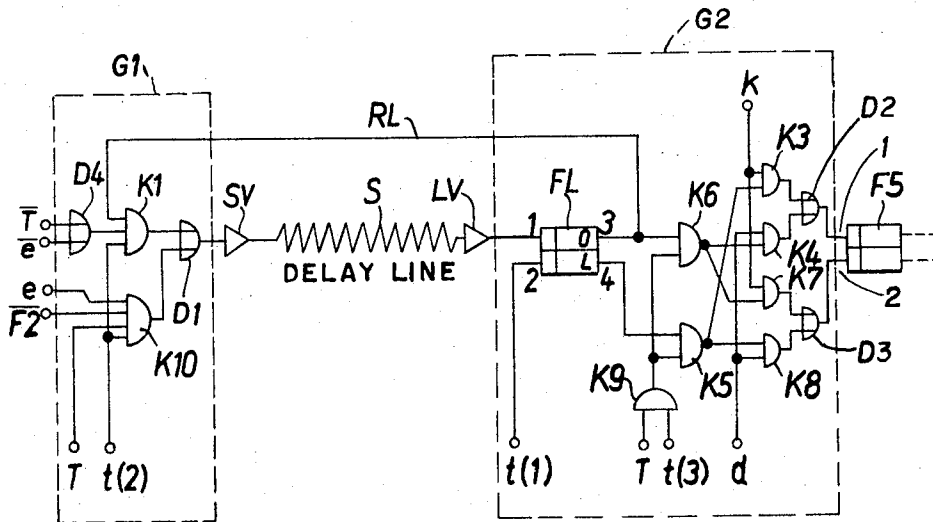 G1
G2
RL
k
D2
K3
1
F5
D4
K1
SV
S
LV
1
FL
3
K6
T̅
e̅
0
L
K4
DELAY LINE
2
4
K7
2
e
F̅2̅
D1
D3
K10
K9
K5
K8
T
t(2)
t(1)
T
t(3)
d